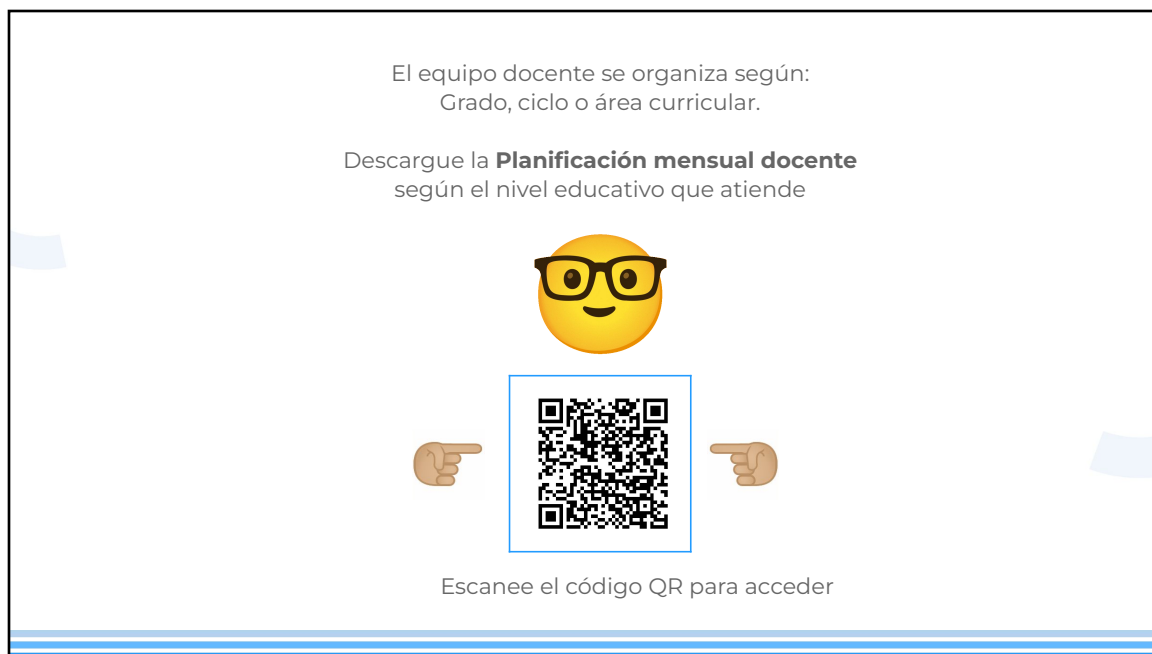 El equipo docente se organiza según:
Grado, ciclo o área curricular.
Descargue la Planificación mensual docente
según el nivel educativo que atiende
Escanee el código QR para acceder